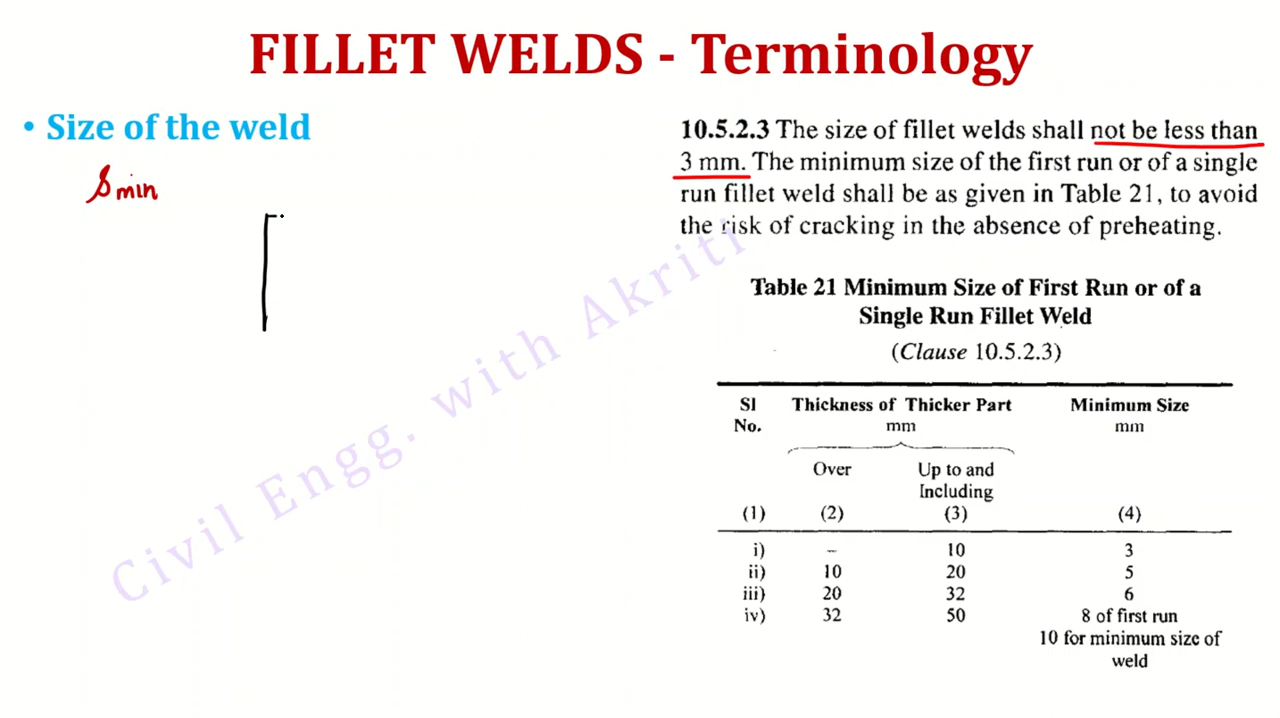 FILLET WELDS - Terminology
• Size of the weld
Smin
10.5.2.3 The size of fillet welds shall not be less than
3 mm. The minimum size of the first run or of a single
run fillet weld shall be as given in Table 21, to avoid
the risk of cracking in the absence of preheating.
Table 21 Minimum Size of First Run or of a
Single Run Fillet Weld
(Clause 10.5.2.3)
Sl Thickness of Thicker Part Minimum Size
No. mm mm
Over Up to and
Including
(1) (2) (3) (4)
i) – 10 3
ii) 10 20 5
iii) 20 32 6
iv) 32 50 8 of first run
10 for minimum size of
weld
Civil Engg. with Akriti